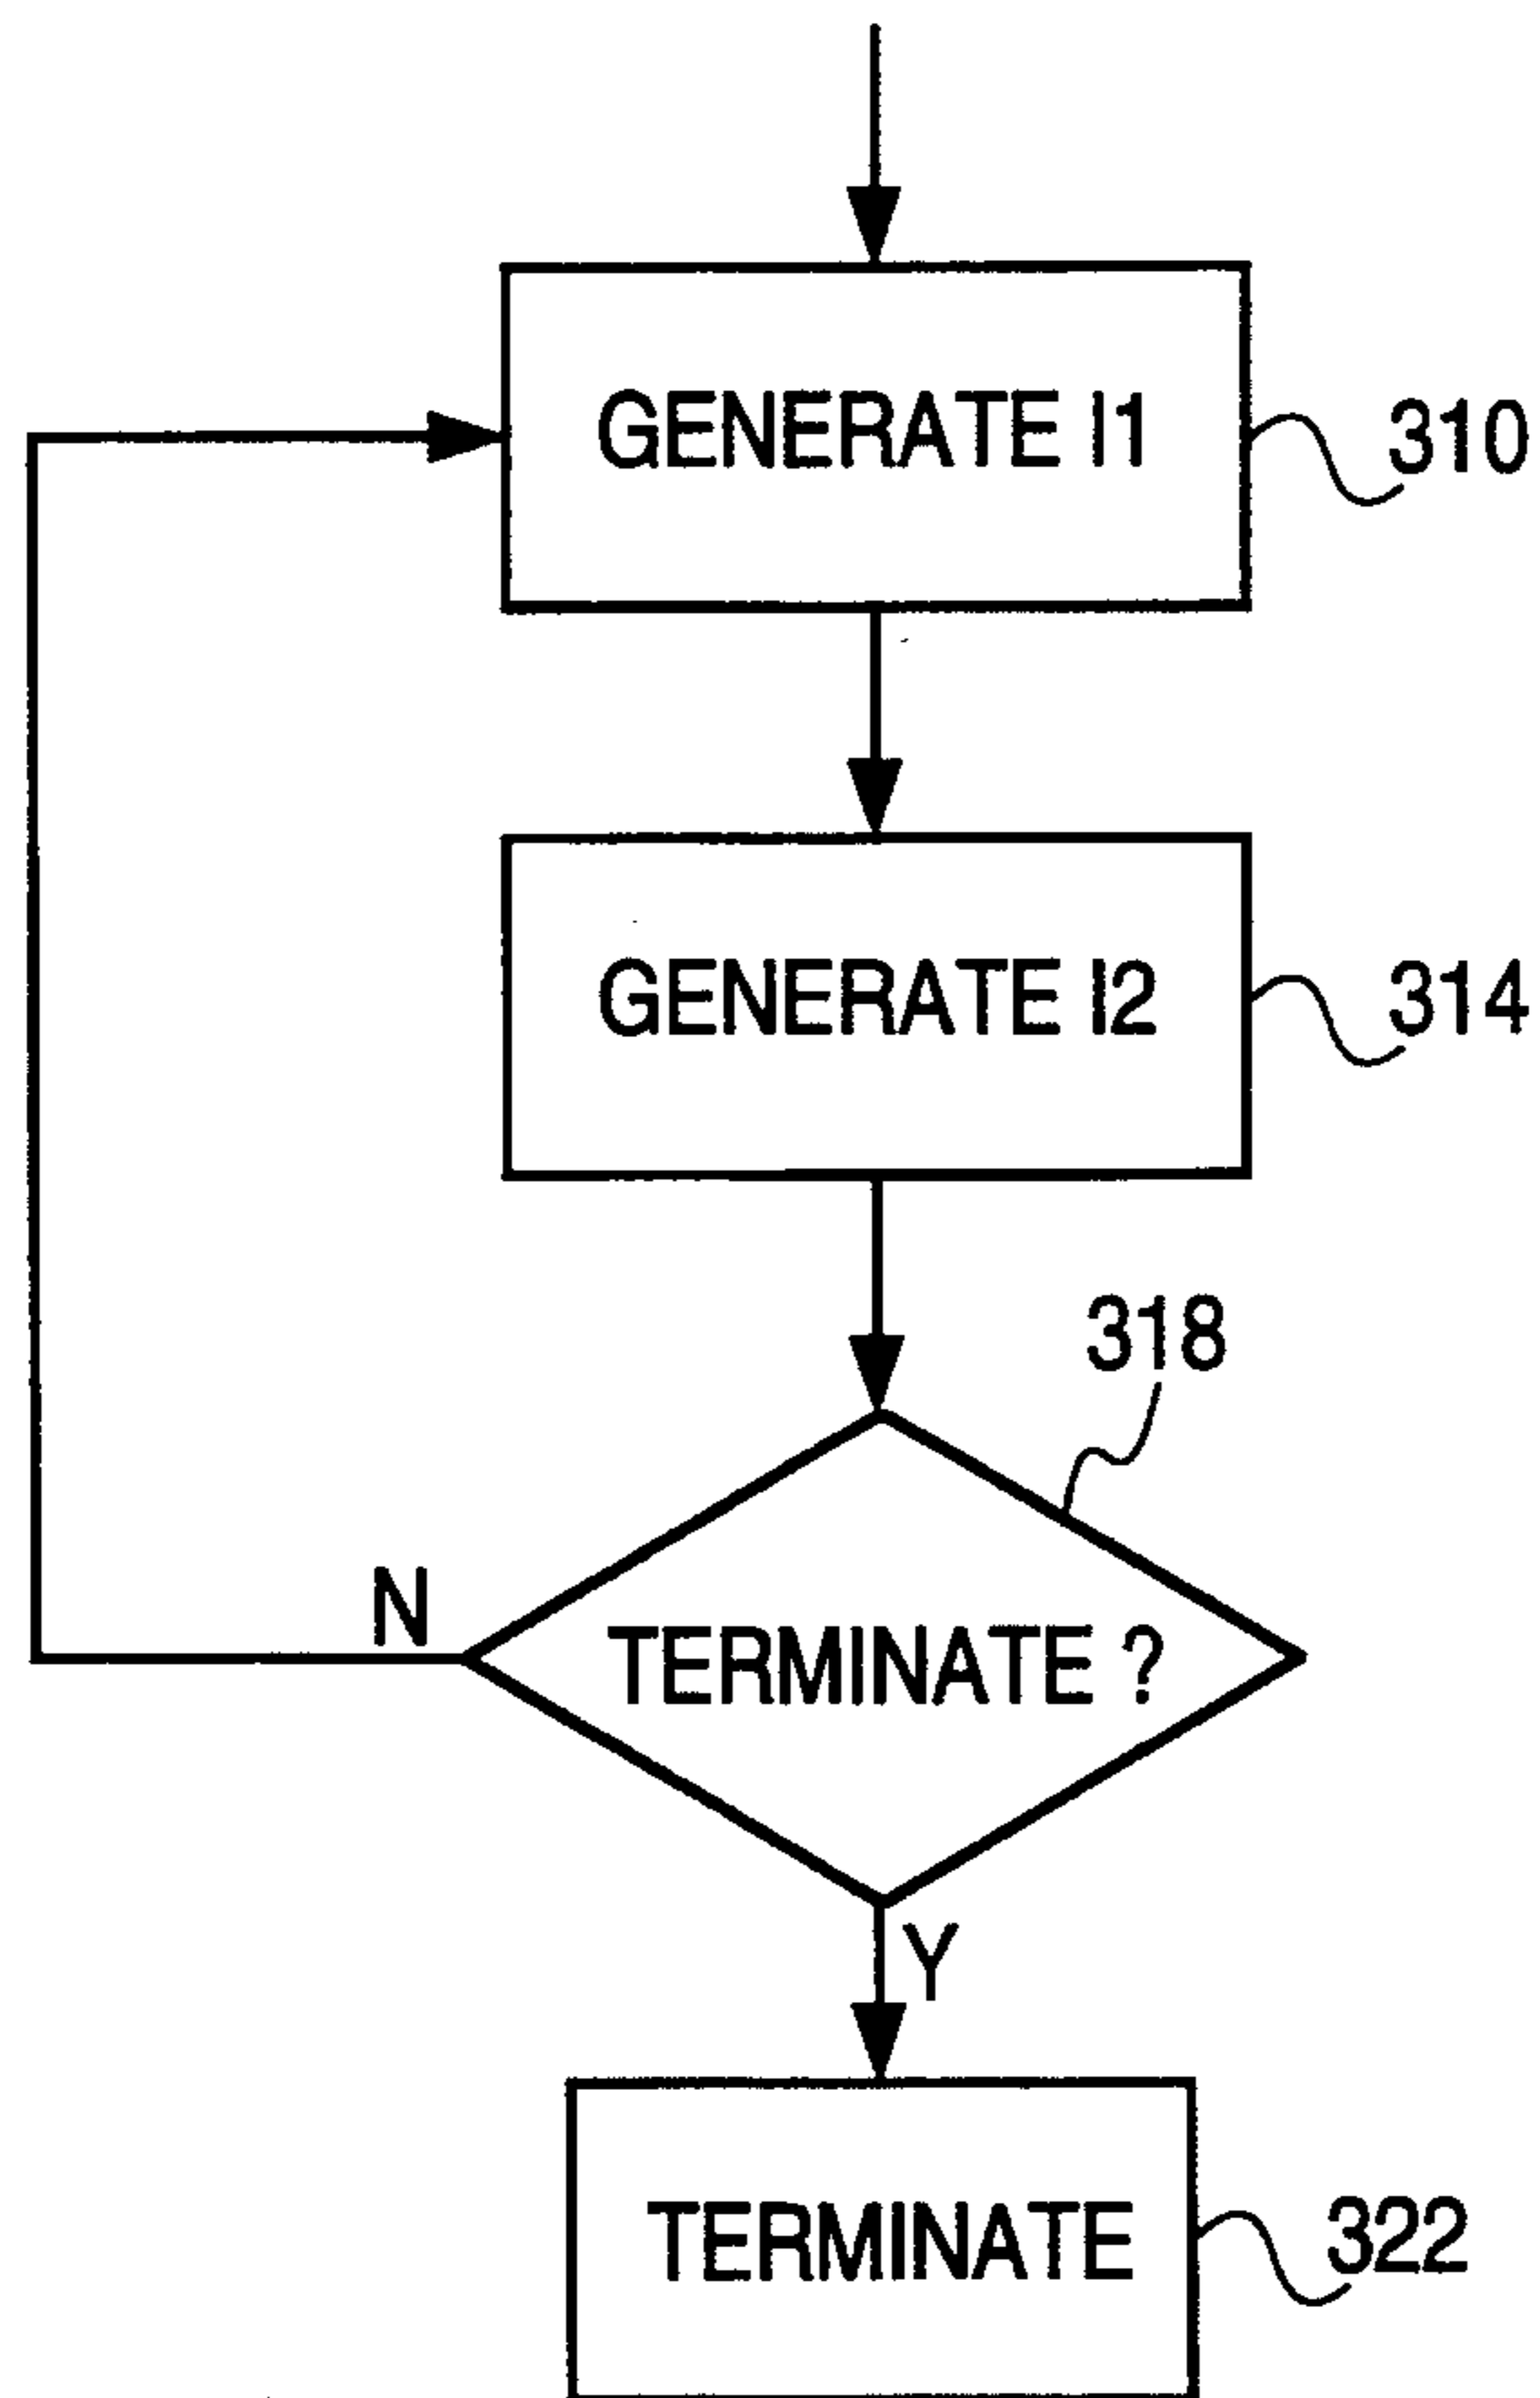 GENERATE I1
310
GENERATE I2
314
318
N
TERMINATE ?
Y
TERMINATE
322